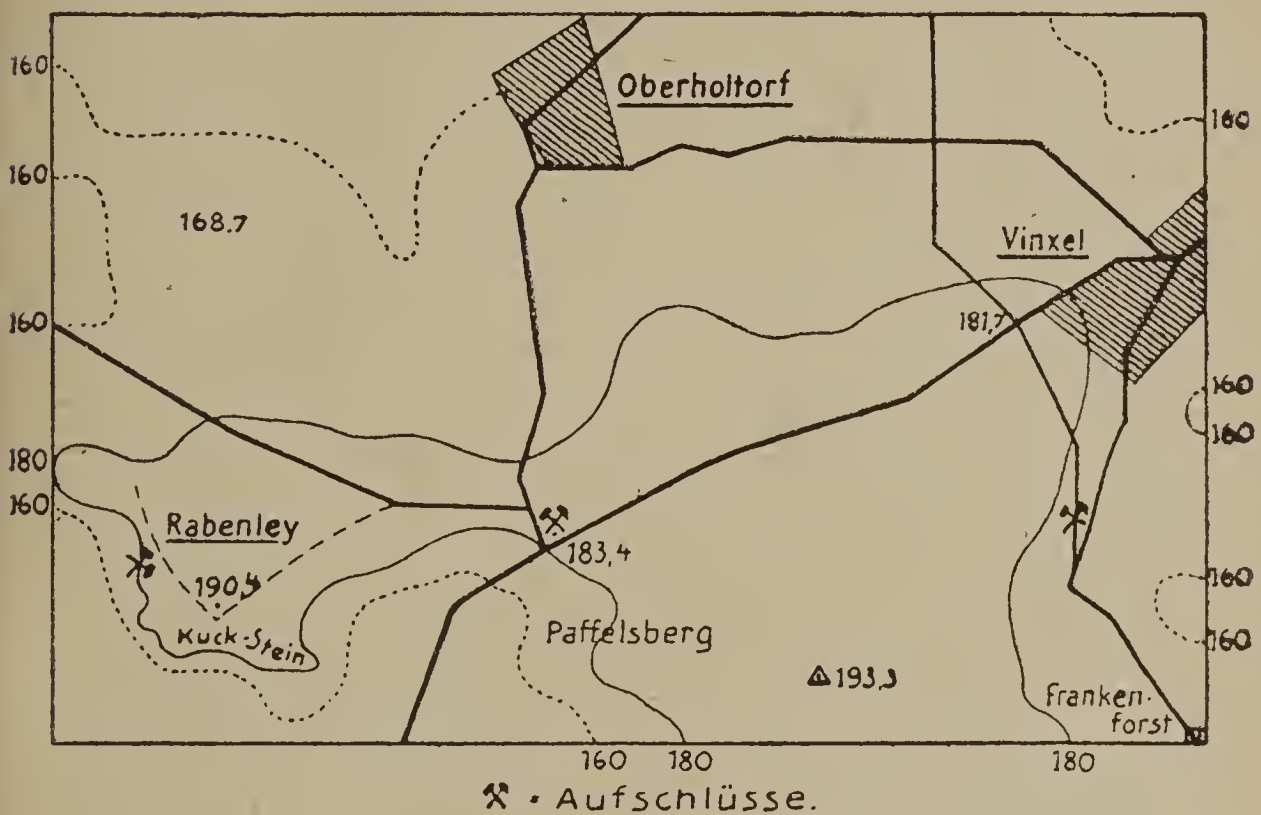 160
Oberholtorf
160
160
168.7
Vinxel
160
181,7
160
160
180
160
Rabenley
183,4
190,4
160
Kuck-Stein
Paffelsberg
160
193,3
Franken-
forst
160 180
180
Aufschlüsse.